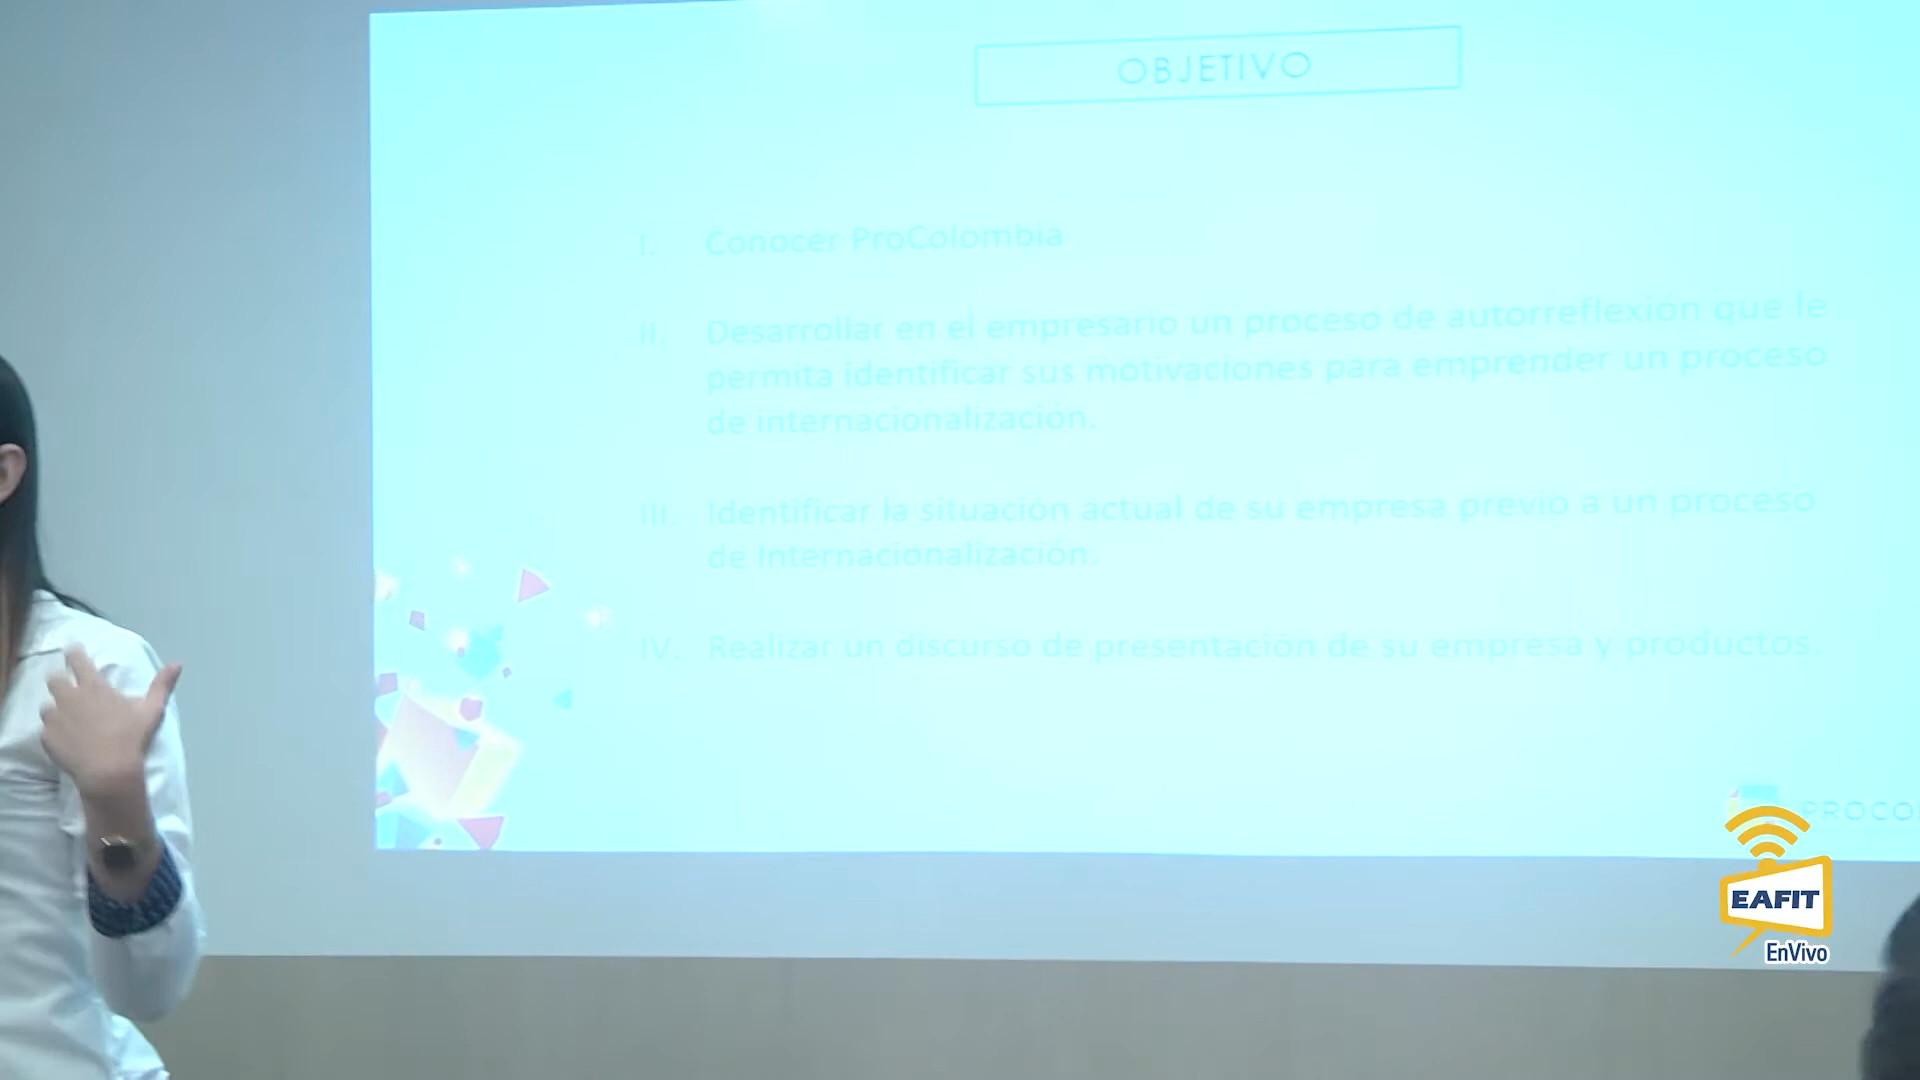 OBJETIVO
I. Conocer ProColombia
II. Desarrollar en el empresario un proceso de autorreflexión que le
permita identificar sus motivaciones para emprender un proceso
de internacionalización.
III. Identificar la situación actual de su empresa previo a un proceso
de Internacionalización.
IV. Realizar un discurso de presentación de su empresa y productos.
PROCO
EAFIT
EnVivo